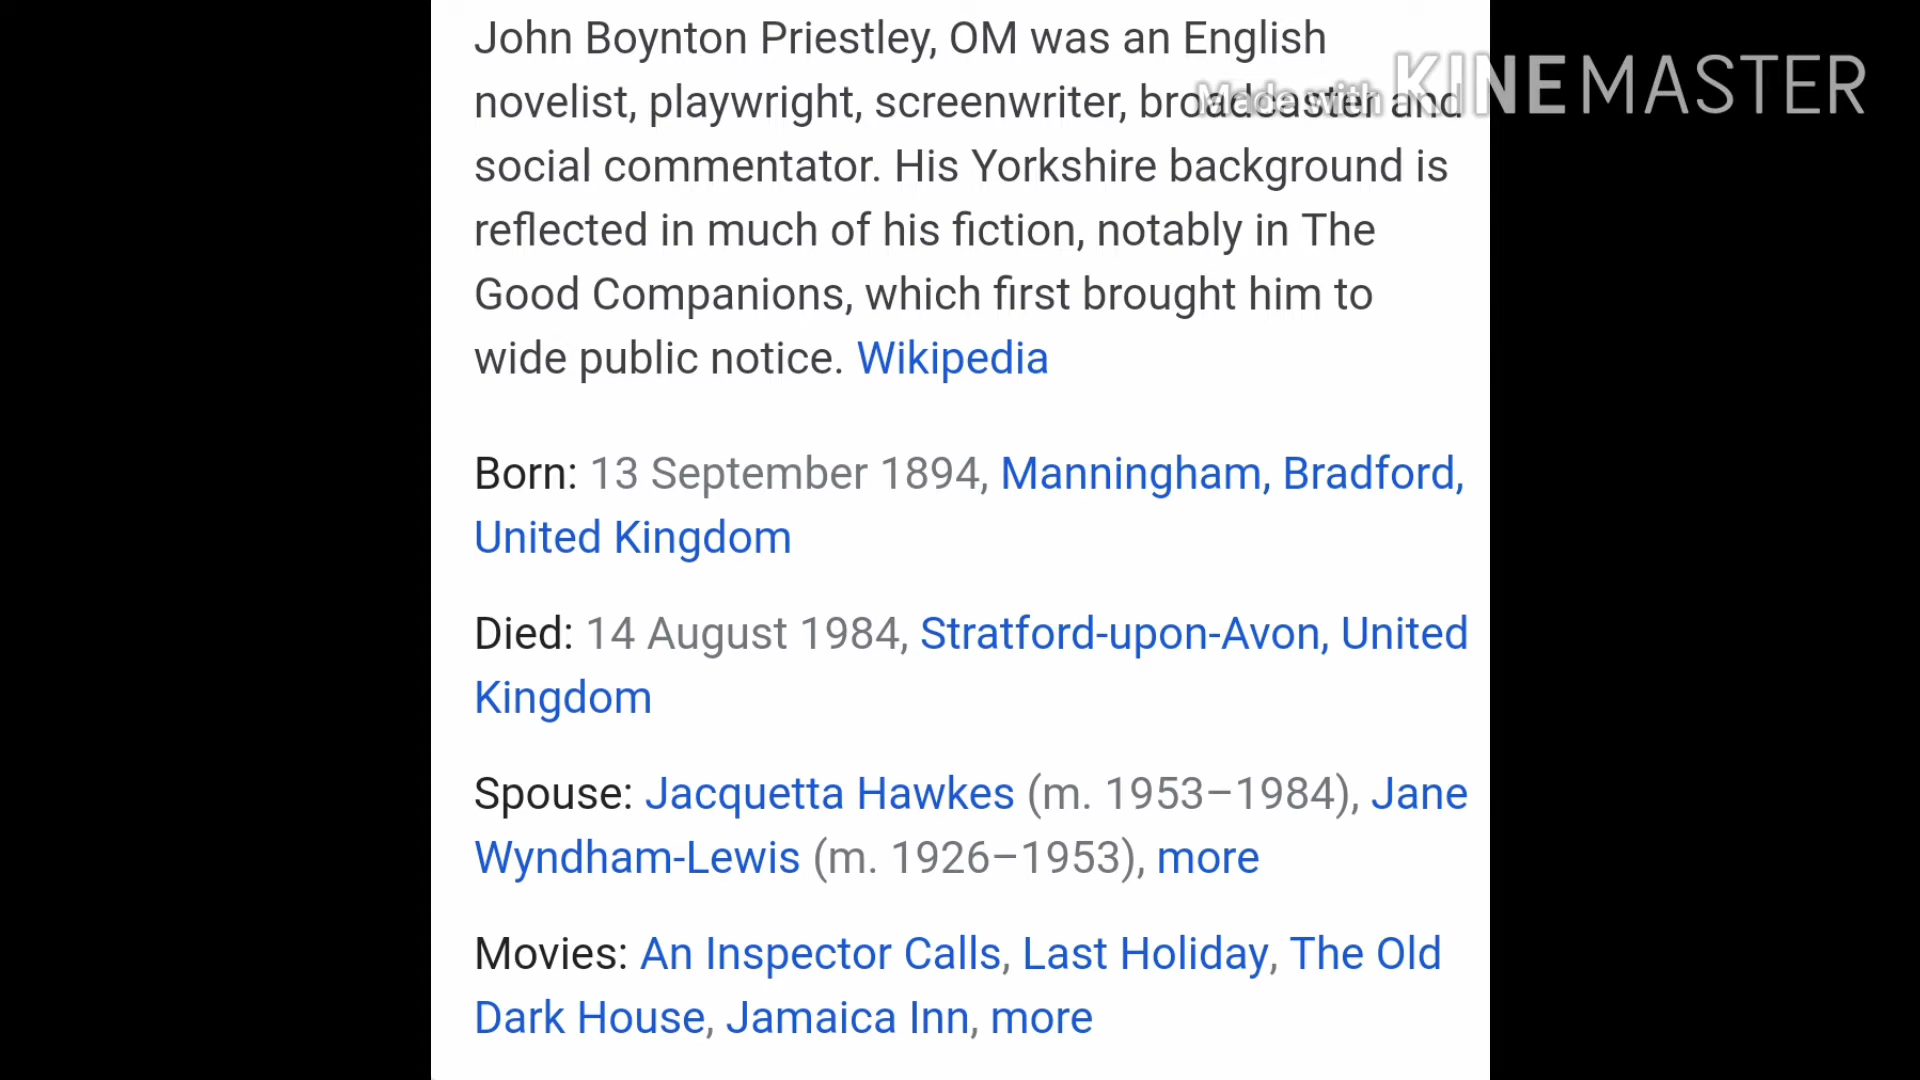 John Boynton Priestley, OM was an English
novelist, playwright, screenwriter, broadcaster and
Made with KINEMASTER
social commentator. His Yorkshire background is
reflected in much of his fiction, notably in The
Good Companions, which first brought him to
wide public notice. Wikipedia
Born: 13 September 1894, Manningham, Bradford,
United Kingdom
Died: 14 August 1984, Stratford-upon-Avon, United
Kingdom
Spouse: Jacquetta Hawkes (m. 1953–1984), Jane
Wyndham-Lewis (m. 1926–1953), more
Movies: An Inspector Calls, Last Holiday, The Old
Dark House, Jamaica Inn, more